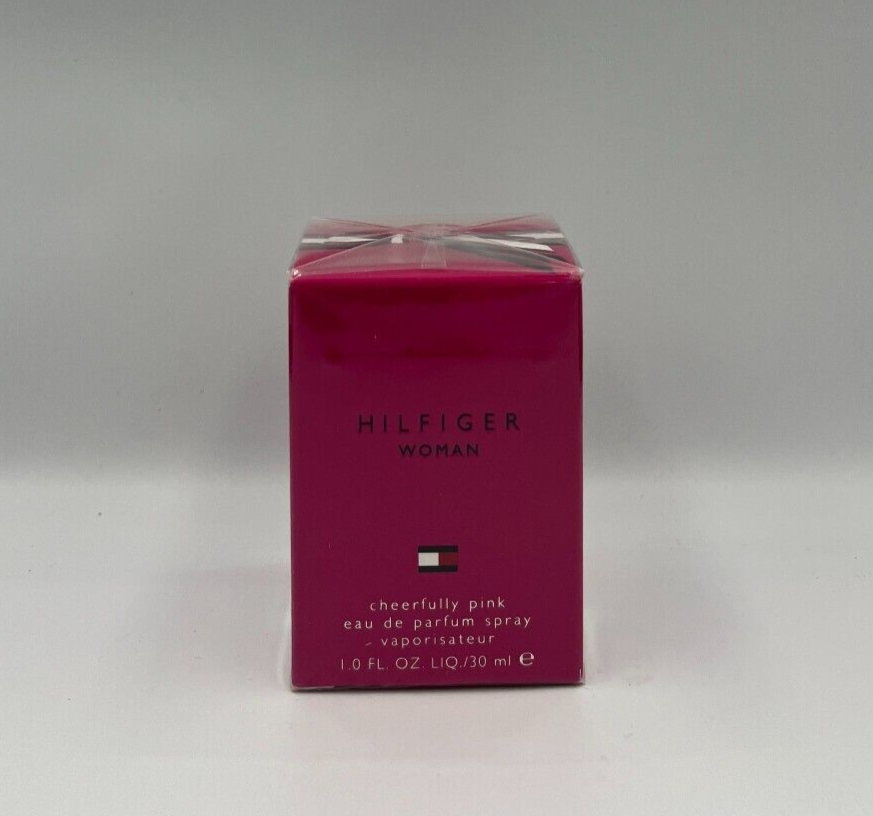 HILFIGER
WOMAN
cheerfully pink
eau de parfum spray
vaporisateur
1.0 FL. OZ. LIQ./30 ml ℮